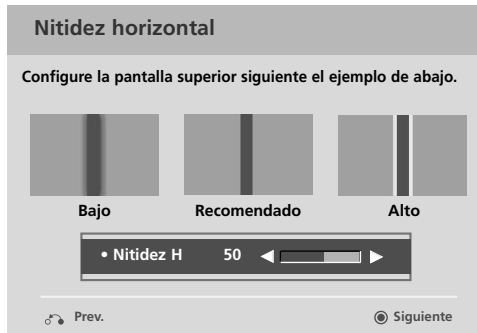 Nitidez horizontal
Configure la pantalla superior siguiente el ejemplo de abajo.
Bajo Recomendado Alto
• Nitidez H 50
Prev. Siguiente